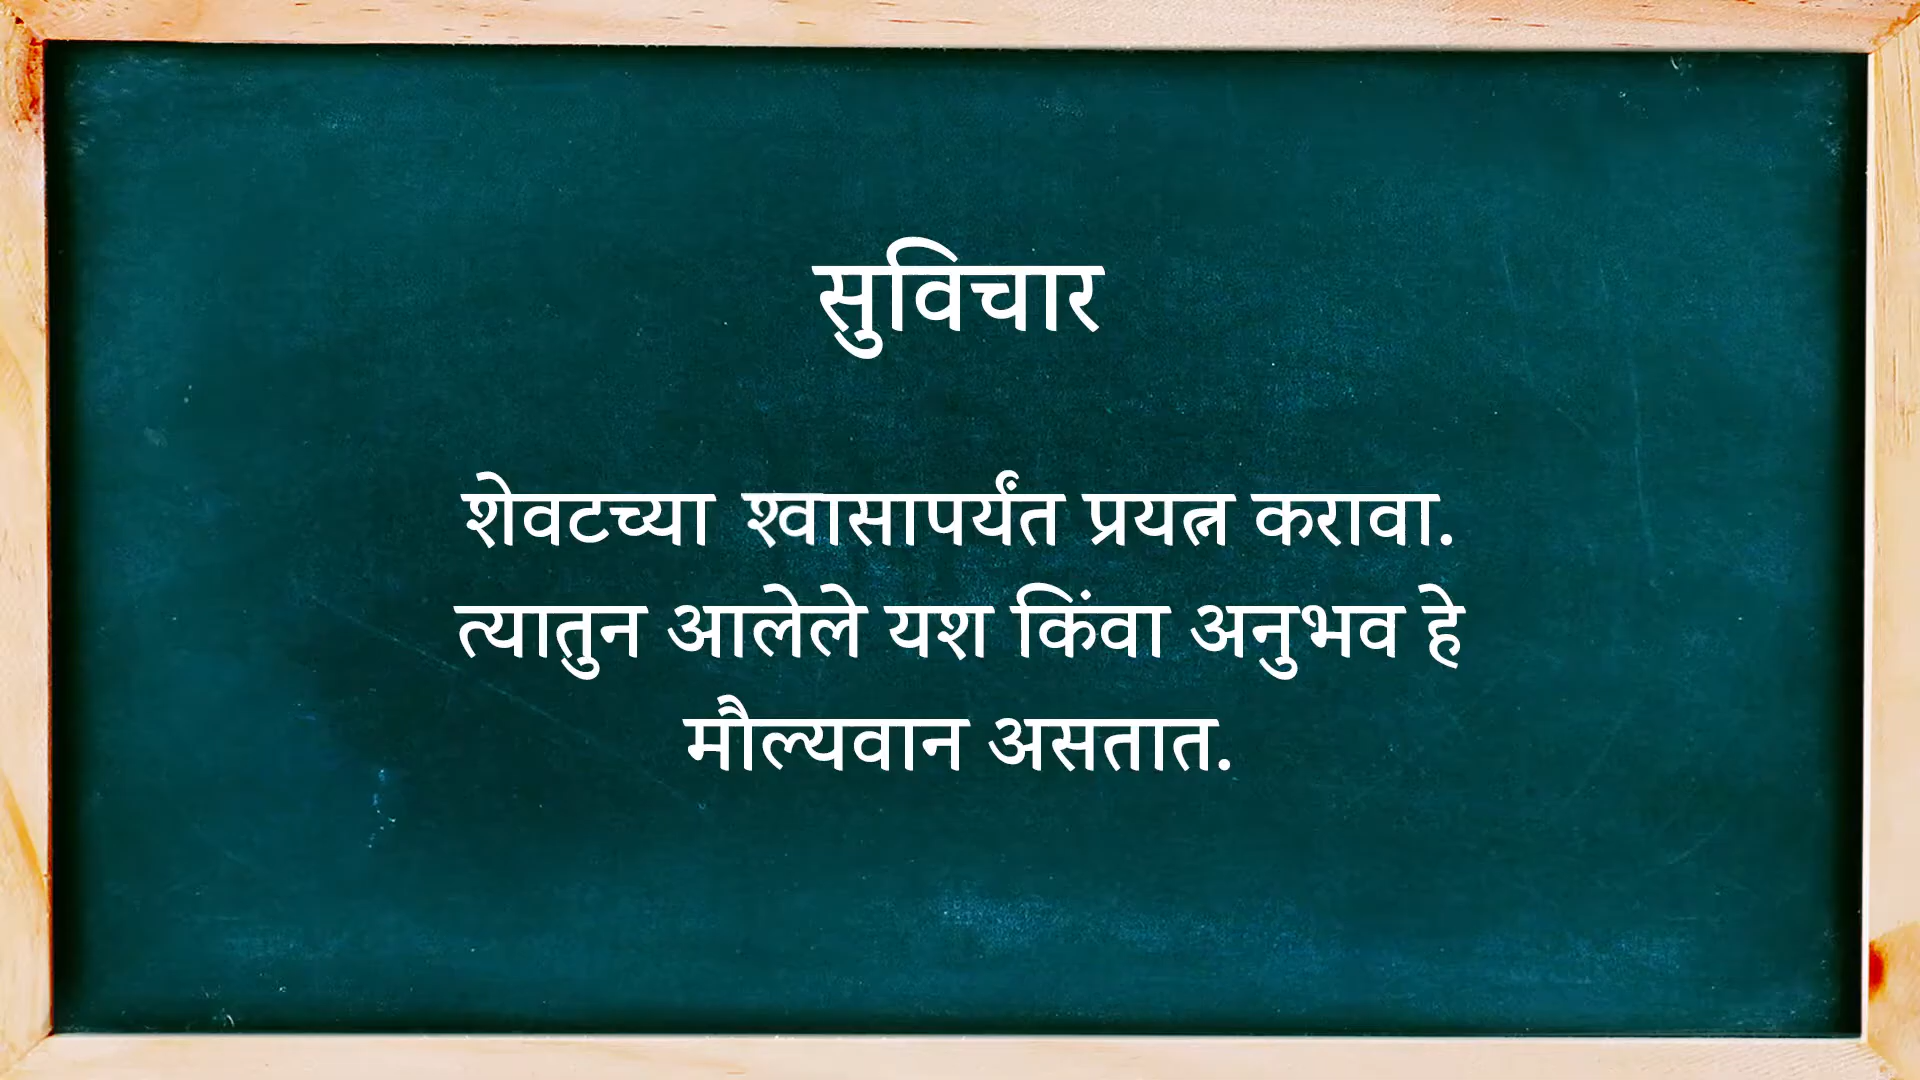 सुविचार
शेवटच्या श्वासापर्यंत प्रयत्न करावा.
त्यातुन आलेले यश किंवा अनुभव हे
मौल्यवान असतात.